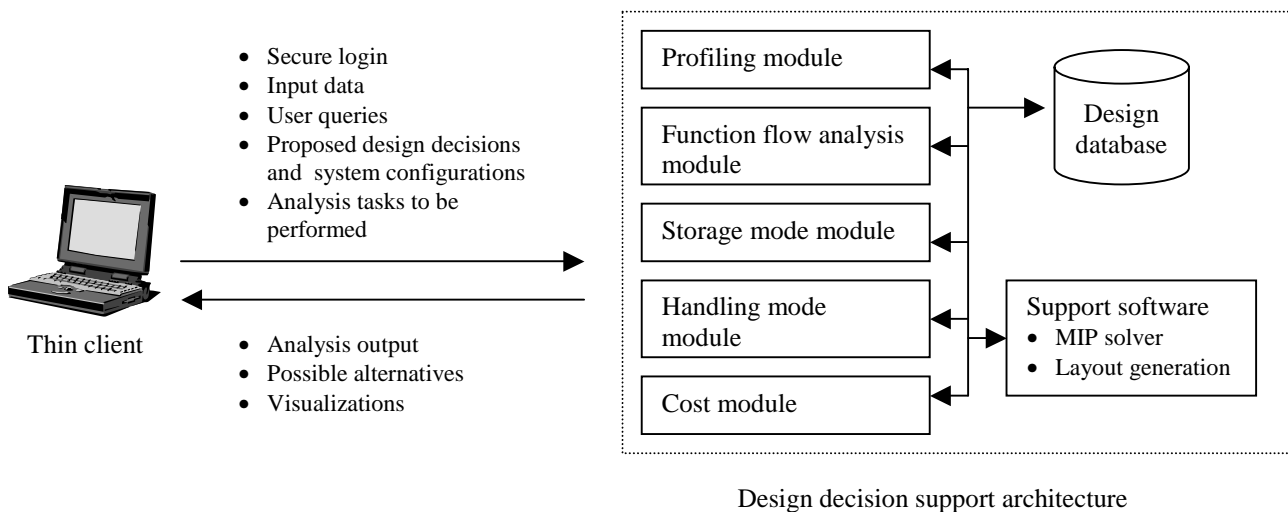 • Secure login
• Input data
• User queries
• Proposed design decisions
and system configurations
• Analysis tasks to be
performed
Thin client
• Analysis output
• Possible alternatives
• Visualizations
Profiling module
Function flow analysis
module
Storage mode module
Handling mode
module
Cost module
Design
database
Support software
• MIP solver
• Layout generation
Design decision support architecture